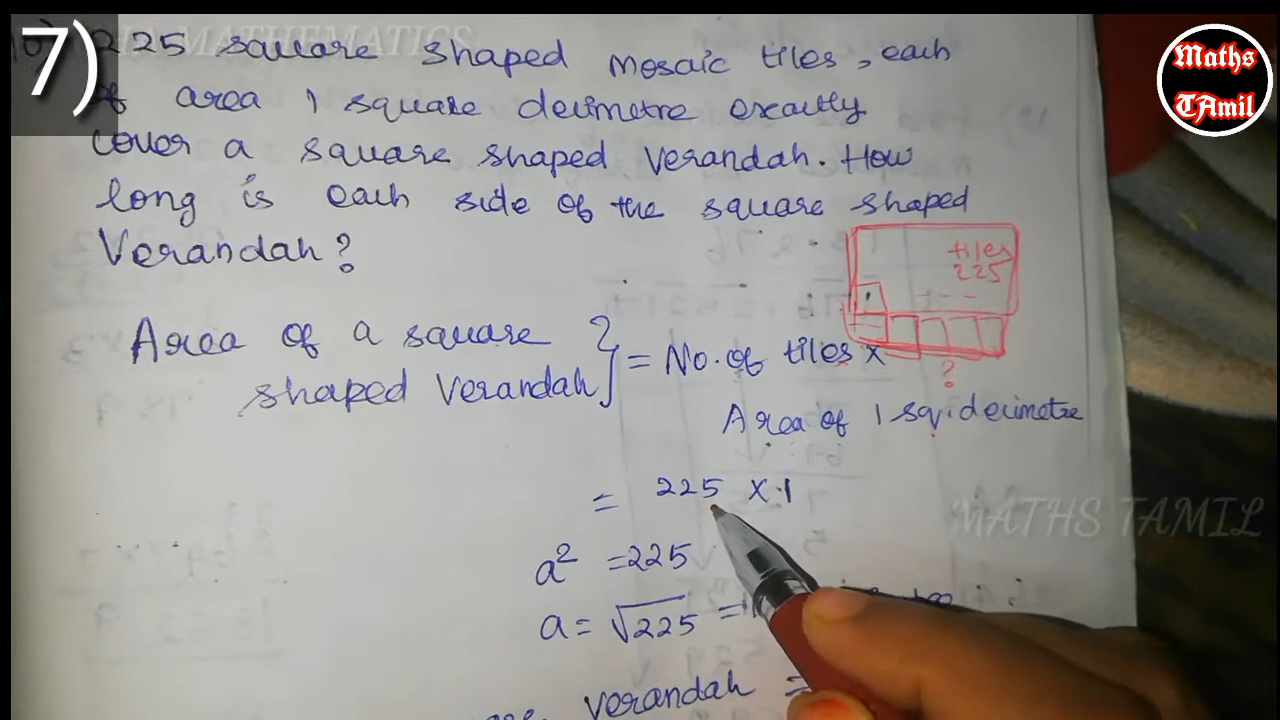 7) 225 square shaped mosaic tiles, each
of area 1 square decimetre exactly
cover a square shaped verandah. How
long is each side of the square shaped
Verandah?
tiles
225
?
Area of a square
shaped Verandah } = No. of tiles x
Area of 1 sq. decimetre
= 225 x 1
a² = 225
a = √225 =
verandah =
Maths
TAmil
MATHEMATICS
MATHS TAMIL